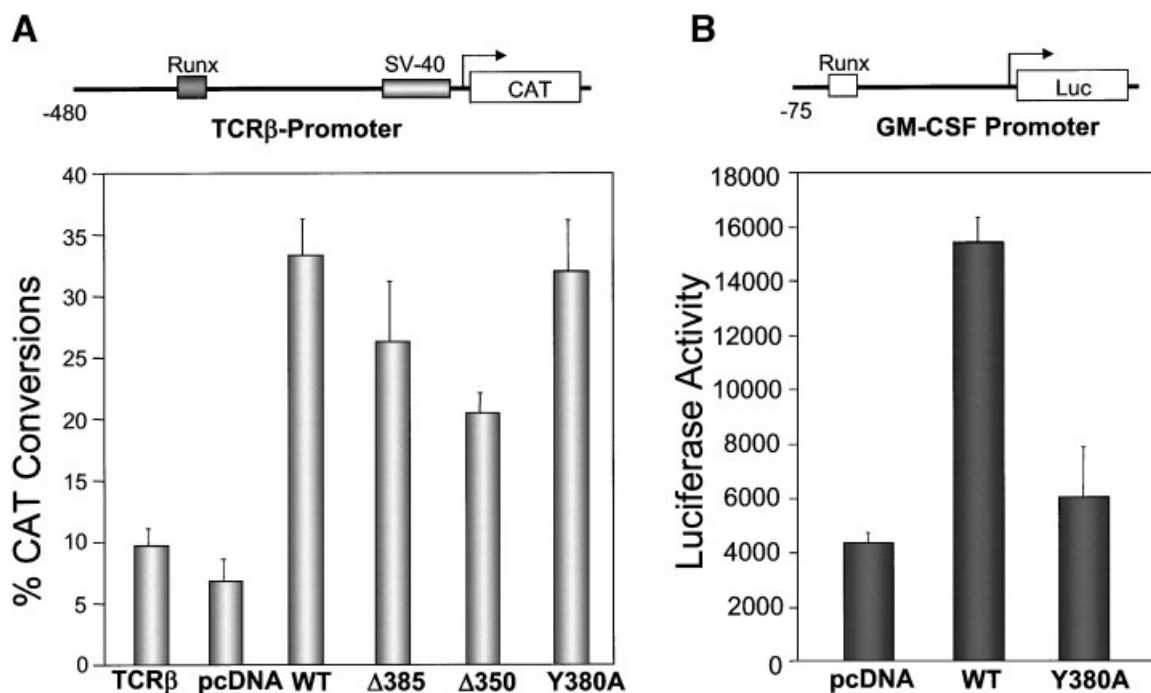 A
Runx
SV-40
CAT
-480
TCRβ-Promoter
% CAT Conversions
40
35
30
25
20
15
10
5
0
TCRβ pcDNA WT Δ385 Δ350 Y380A
B
Runx
Luc
-75
GM-CSF Promoter
Luciferase Activity
18000
16000
14000
12000
10000
8000
6000
4000
2000
0
pcDNA WT Y380A